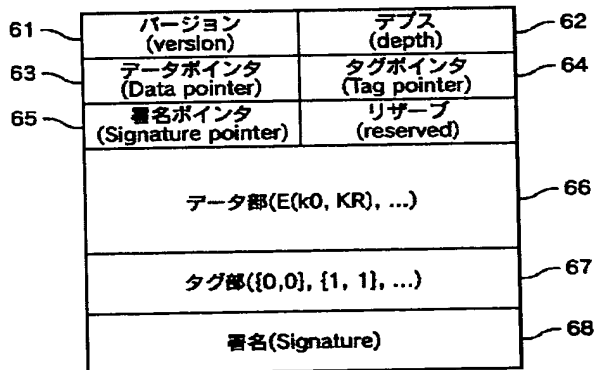 61 バージョン デプス 62
(version) (depth)
63 データポインタ タグポインタ 64
(Data pointer) (Tag pointer)
65 署名ポインタ リザーブ
(Signature pointer) (reserved)
データ部(E(k0, KR), ...) 66
タグ部({0,0}, {1, 1}, ...) 67
署名(Signature) 68